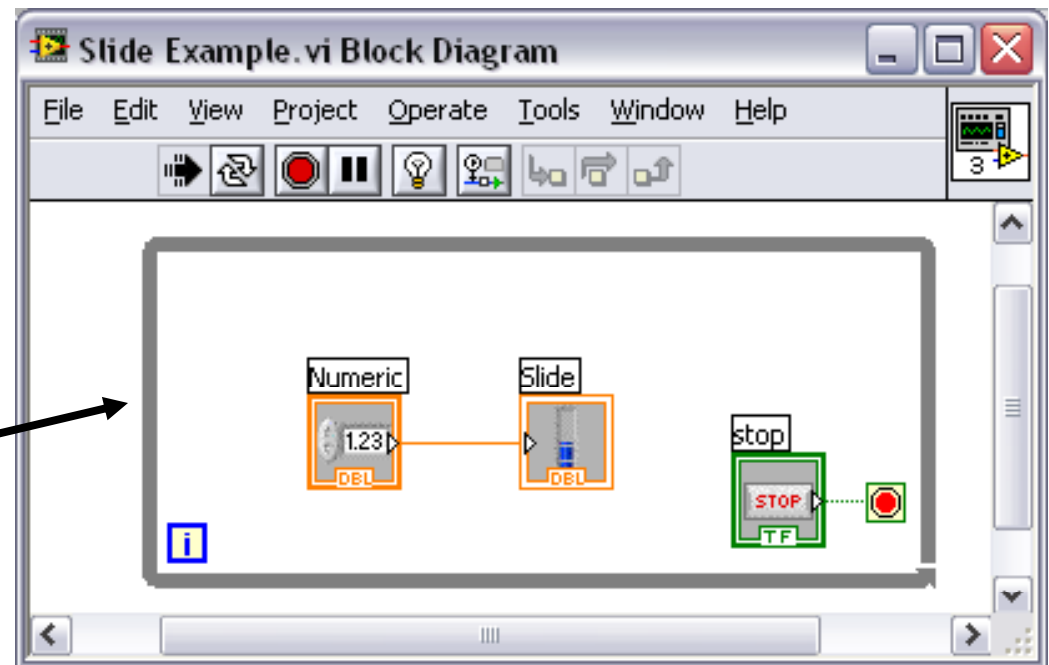 Slide Example.vi Block Diagram
File Edit View Project Operate Tools Window Help
3
Numeric
1.23
DBL
Slide
DBL
stop
STOP
TF
i